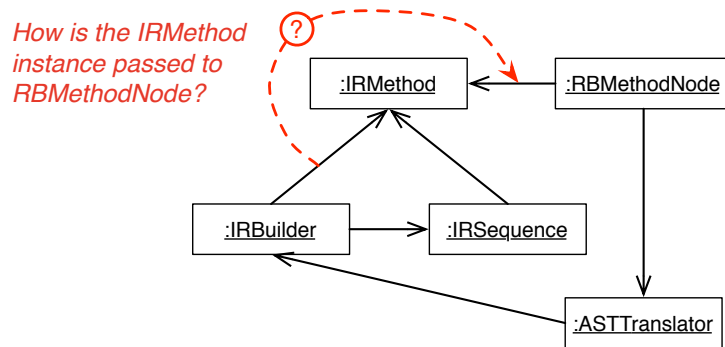 How is the IRMethod
instance passed to
RBMethodNode?
?
:IRMethod
:RBMethodNode
:IRBuilder
:IRSequence
:ASTTranslator